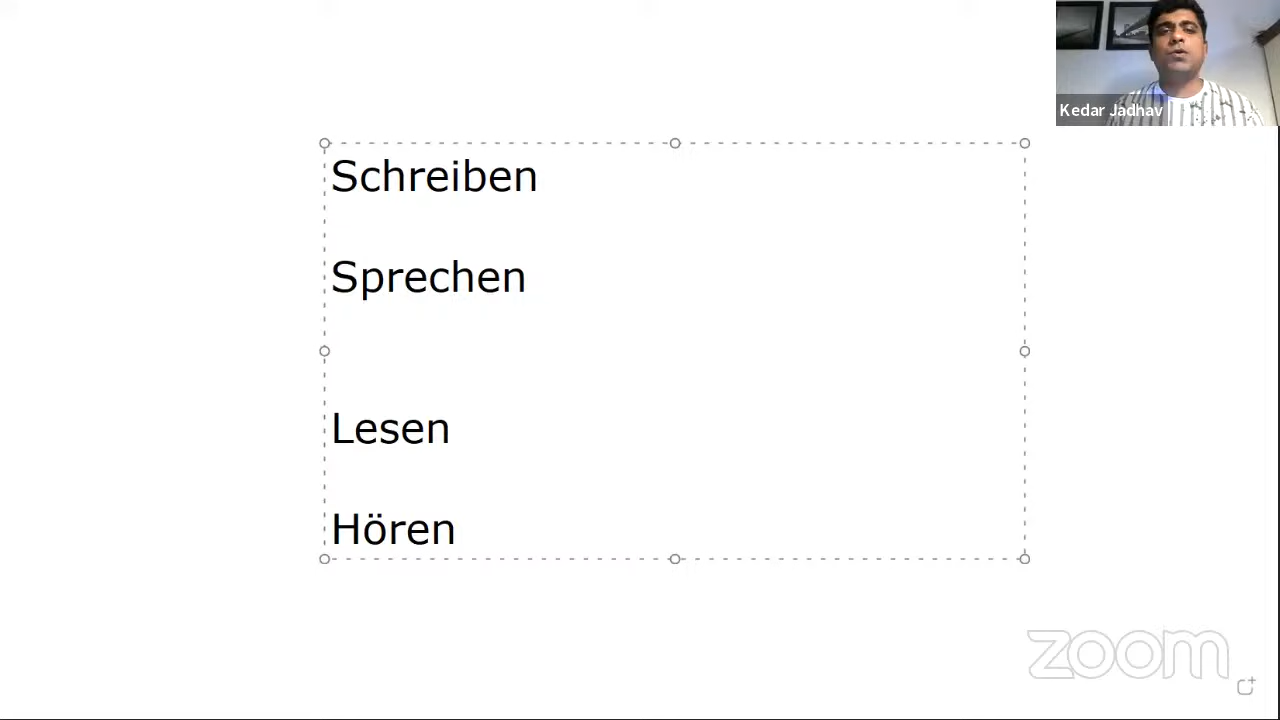 Kedar Jadhav
Schreiben
Sprechen
Lesen
Hören
zoom